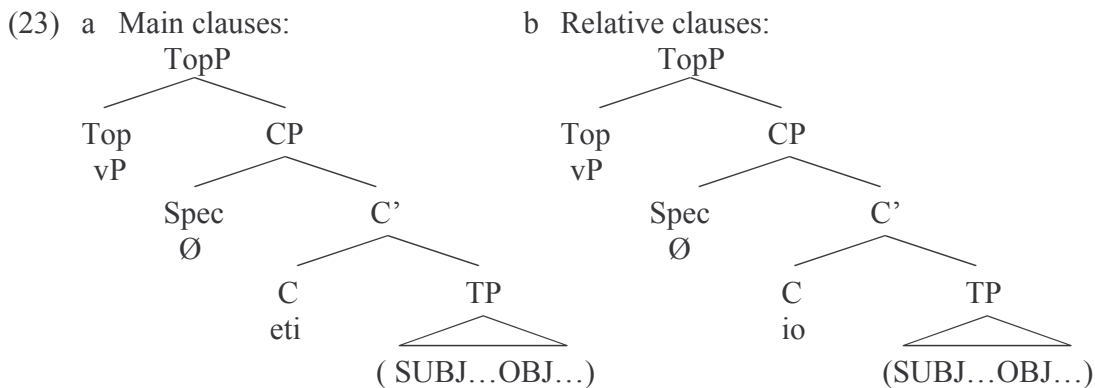 (23) a Main clauses: b Relative clauses:
TopP TopP
Top CP Top CP
vP vP
Spec C’ Spec C’
Ø Ø
C TP C TP
eti io
( SUBJ…OBJ…) (SUBJ…OBJ…)